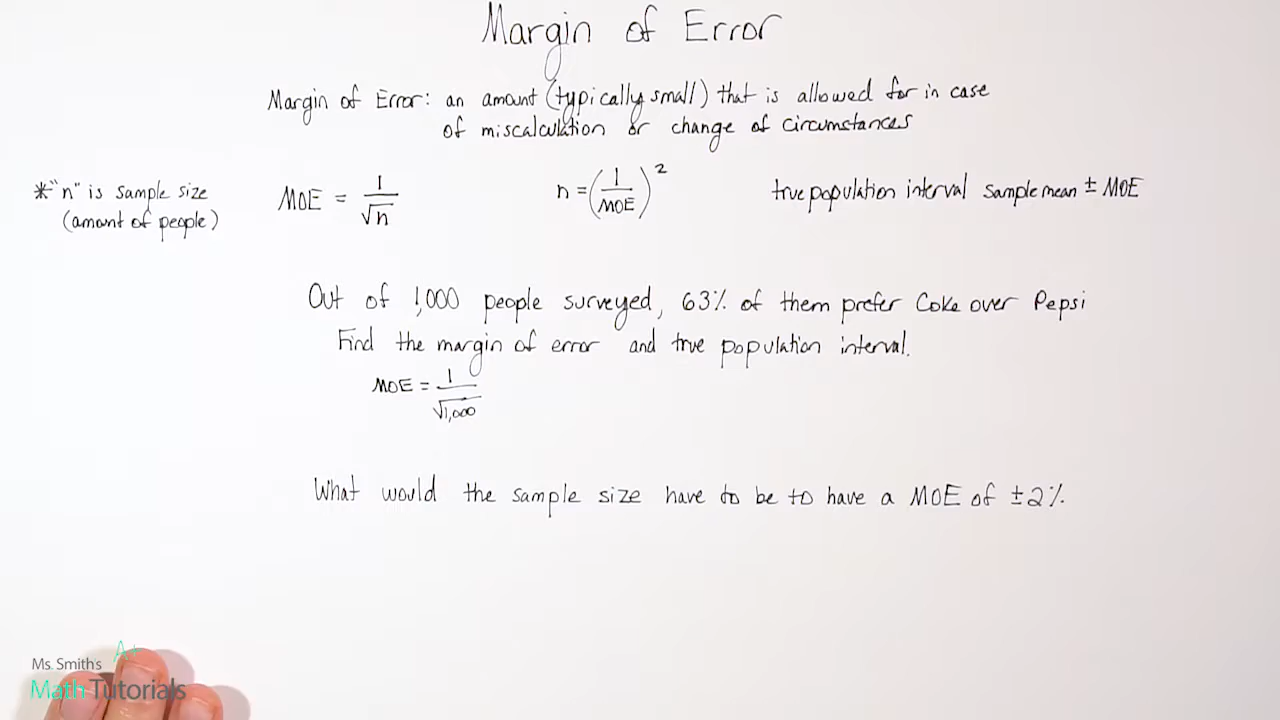 Margin of Error
Margin of Error: an amount (typically small) that is allowed for in case
of miscalculation or change of circumstances
*"n" is sample size
(amount of people)
MOE = 1/√n
n = (1/MOE)²
true population interval sample mean ± MOE
Out of 1,000 people surveyed, 63% of them prefer Coke over Pepsi
Find the margin of error and true population interval.
MOE = 1/√1,000
What would the sample size have to be to have a MOE of ±2%.
A+
Ms. Smith's
Math Tutorials